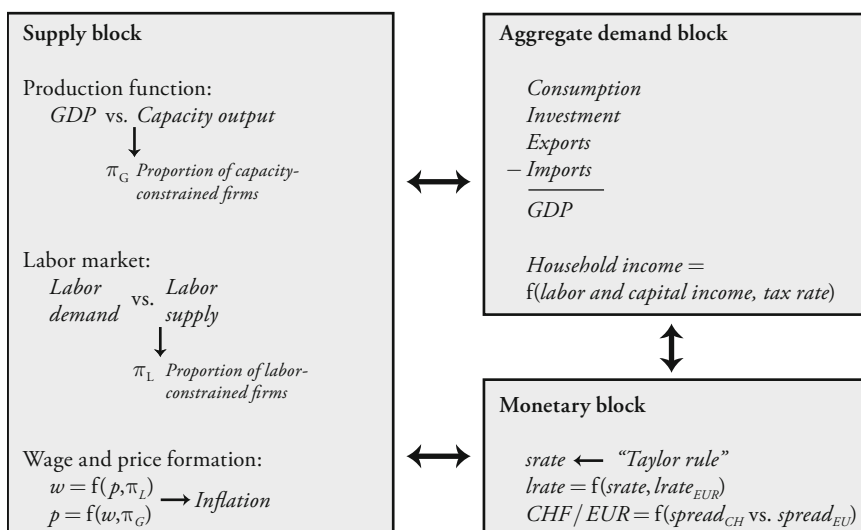 Supply block
Production function:
GDP vs. Capacity output
π_G Proportion of capacity-
constrained firms
Labor market:
Labor demand vs. Labor supply
π_L Proportion of labor-
constrained firms
Wage and price formation:
w = f(p,π_L)
p = f(w,π_G)
→ Inflation
Aggregate demand block
Consumption
Investment
Exports
− Imports
GDP
Household income =
f(labor and capital income, tax rate)
Monetary block
srate ← “Taylor rule”
lrate = f(srate, lrate_EUR)
CHF/EUR = f(spread_CH vs. spread_EU)